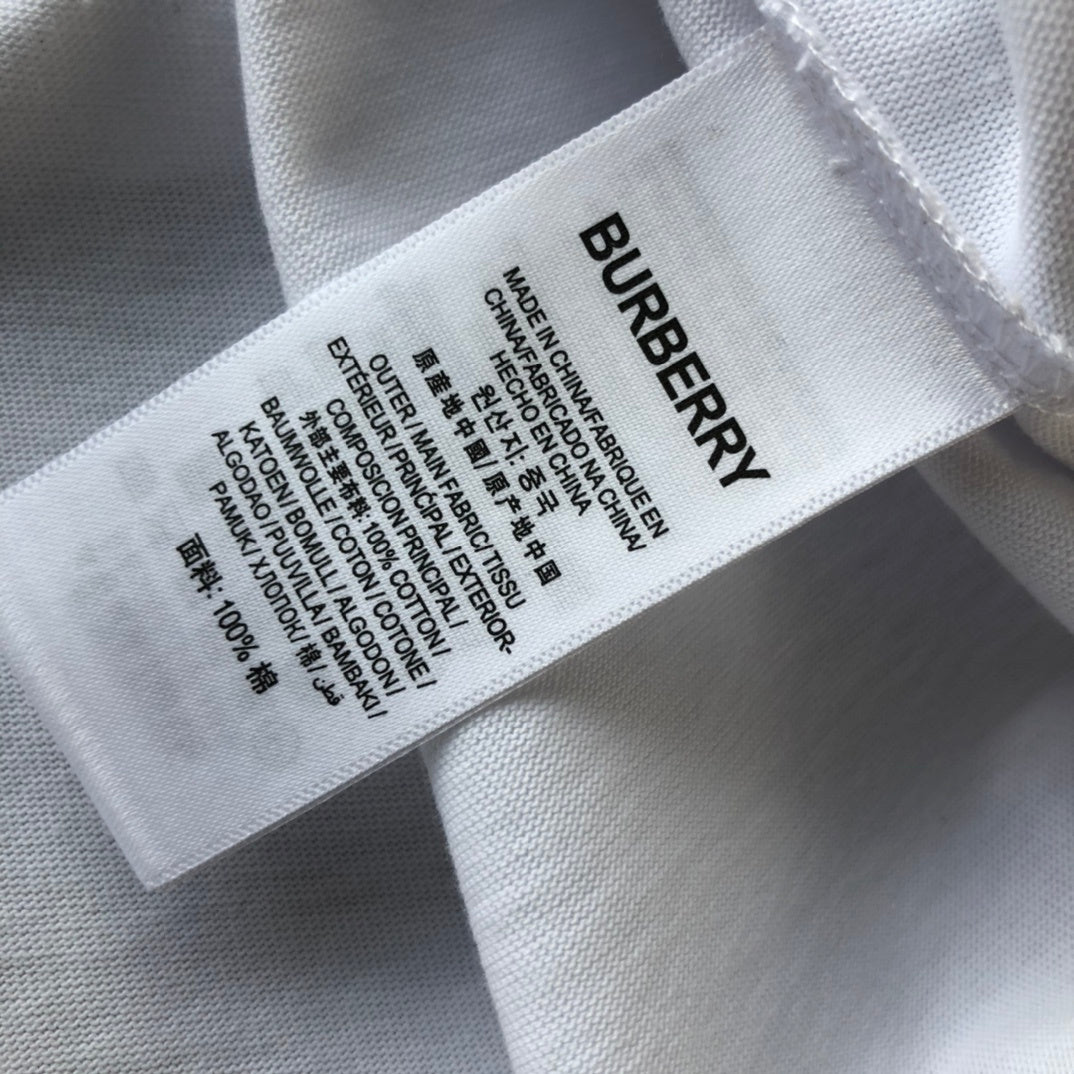 BURBERRY
MADE IN CHINA/FABRIQUE EN
CHINA/FABRICADO NA CHINA/
HECHO EN CHINA
원산지: 중국
原產地中國/原产地中国
OUTER / MAIN FABRIC/ TISSU
EXTÉRIEUR / PRINCIPAL / EXTERIOR-
COMPOSICION PRINCIPAL /
外部主要布料: 100% COTTON /
BAUMWOLLE / COTON / COTONE /
KATOEN / BOMULL / ALGODON /
ALGODAO / PUUVILLA / BAMBAKI /
PAMUK / ХЛОПОК / 棉 / قطن
面料: 100% 棉